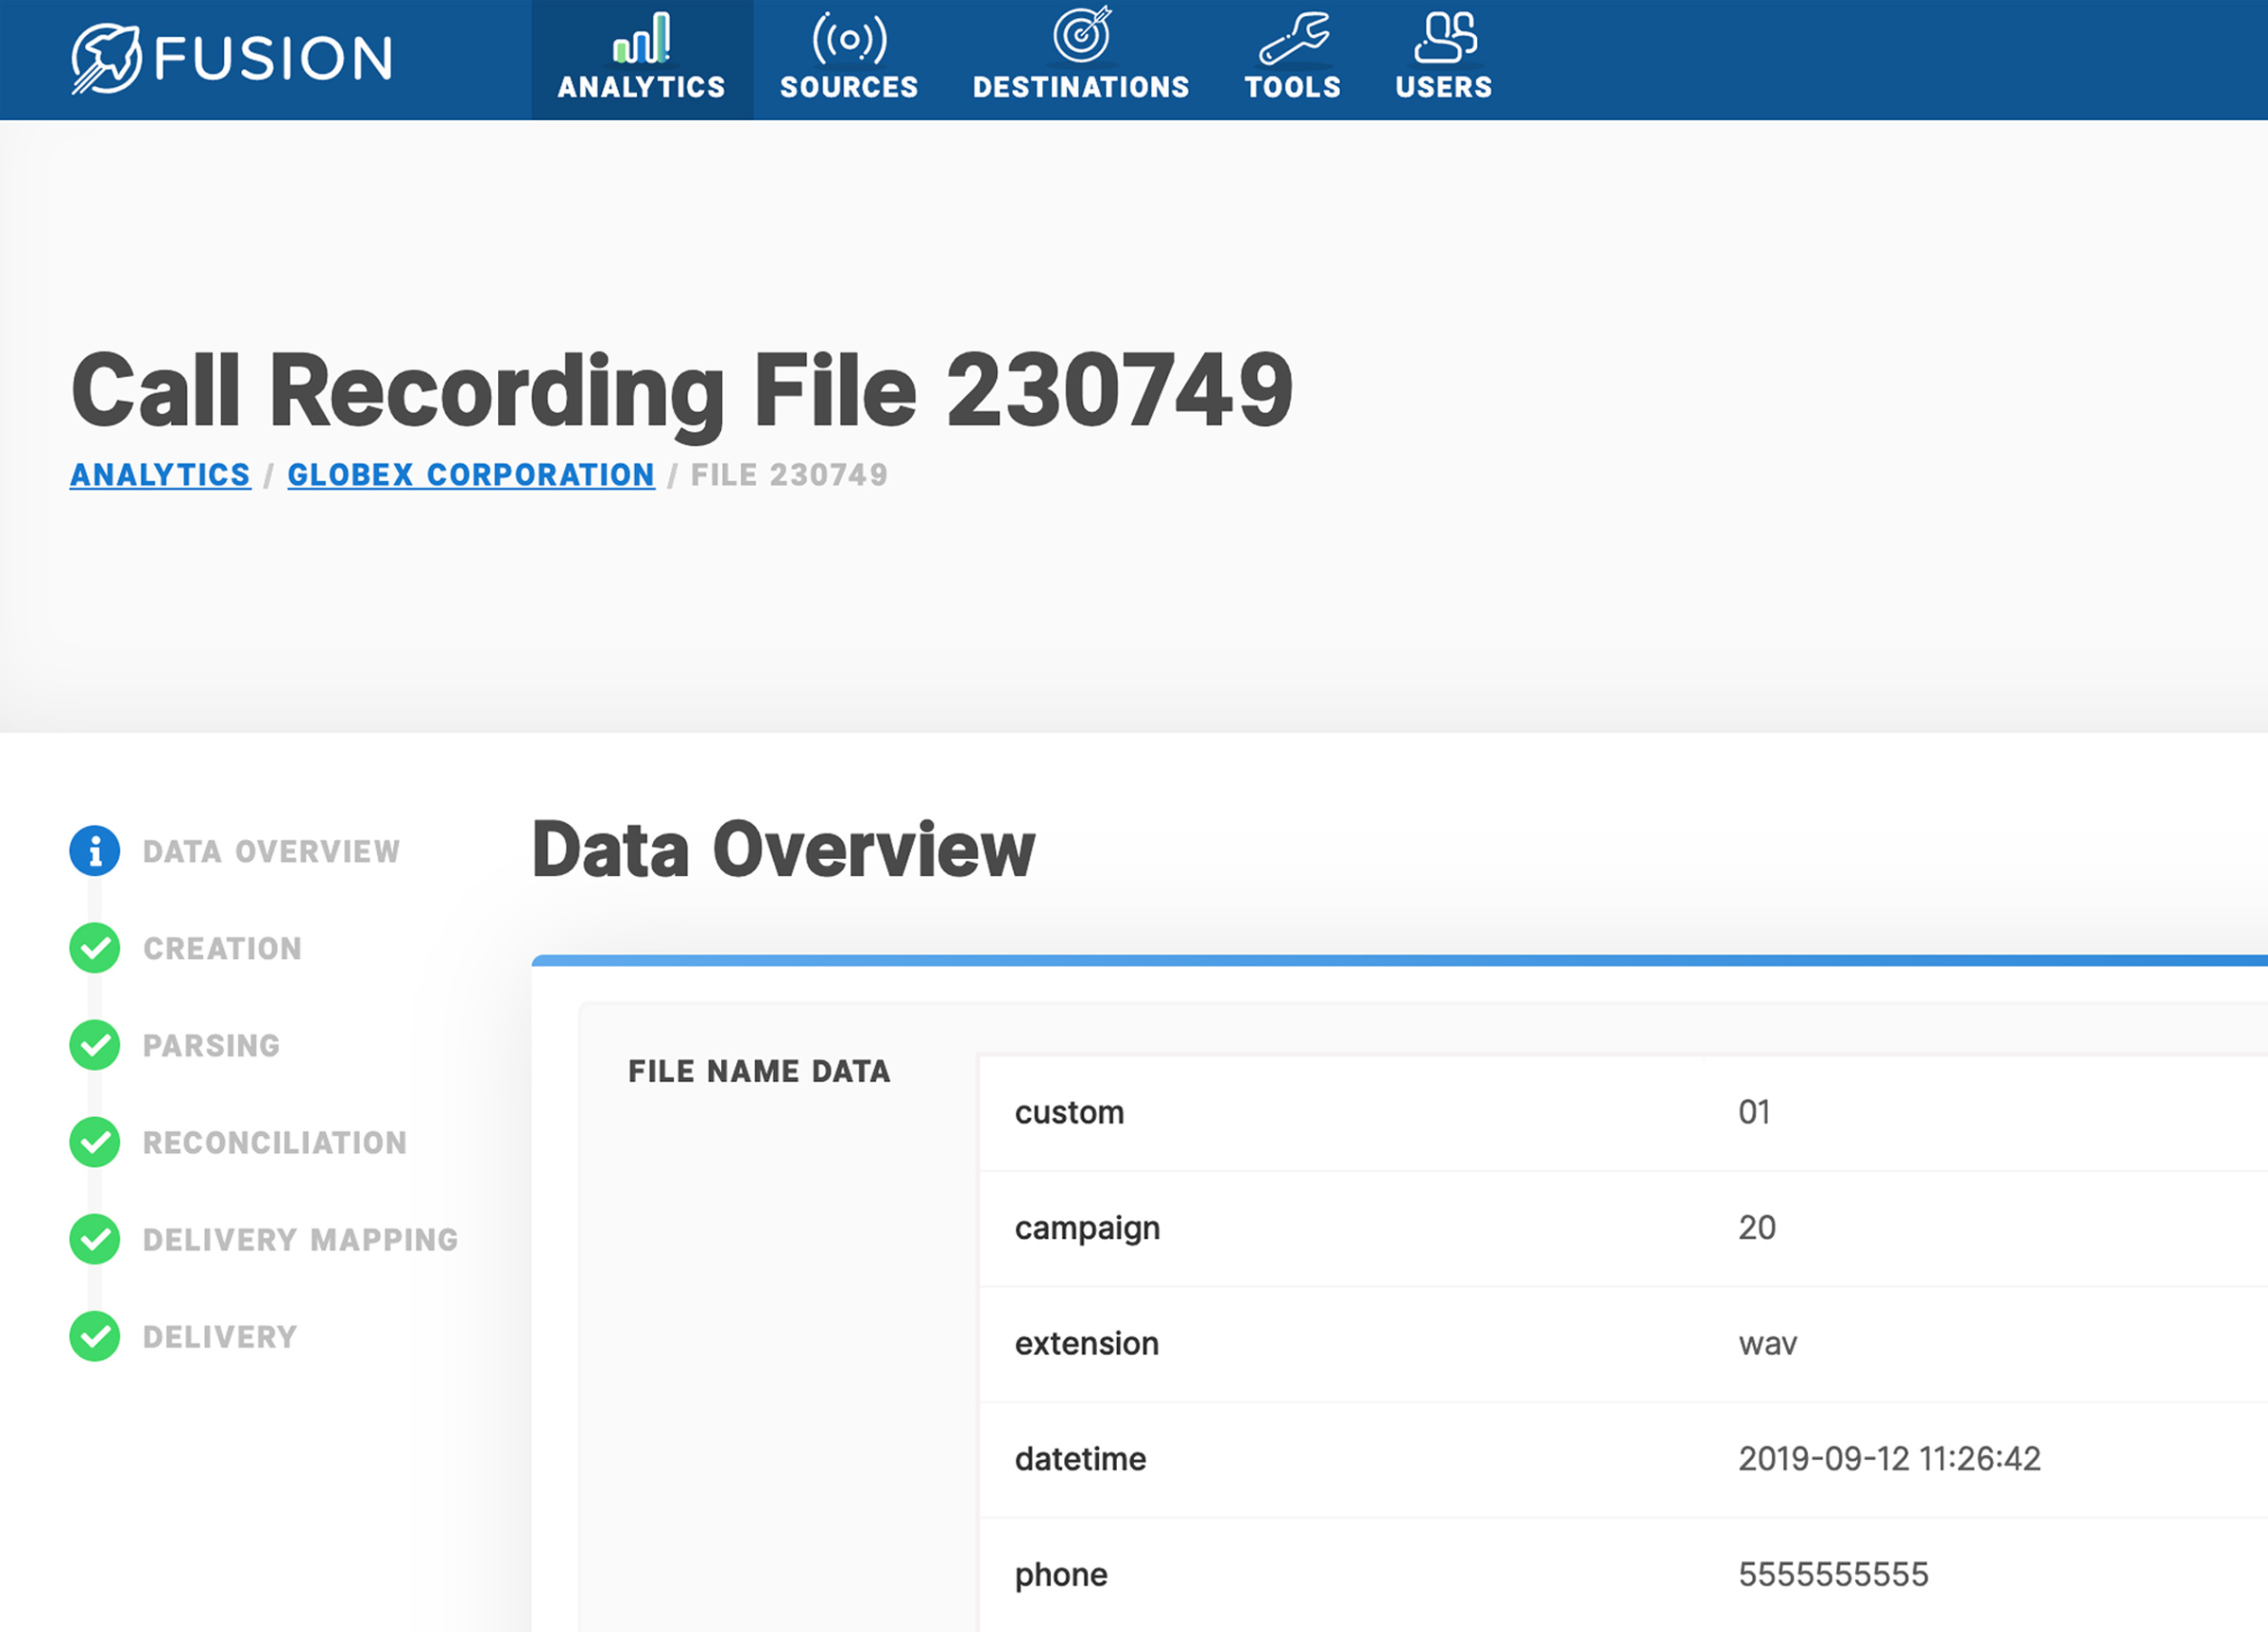 FUSION
ANALYTICS SOURCES DESTINATIONS TOOLS USERS
Call Recording File 230749
ANALYTICS / GLOBEX CORPORATION / FILE 230749
DATA OVERVIEW
CREATION
PARSING
RECONCILIATION
DELIVERY MAPPING
DELIVERY
Data Overview
FILE NAME DATA
custom 01
campaign 20
extension wav
datetime 2019-09-12 11:26:42
phone 5555555555